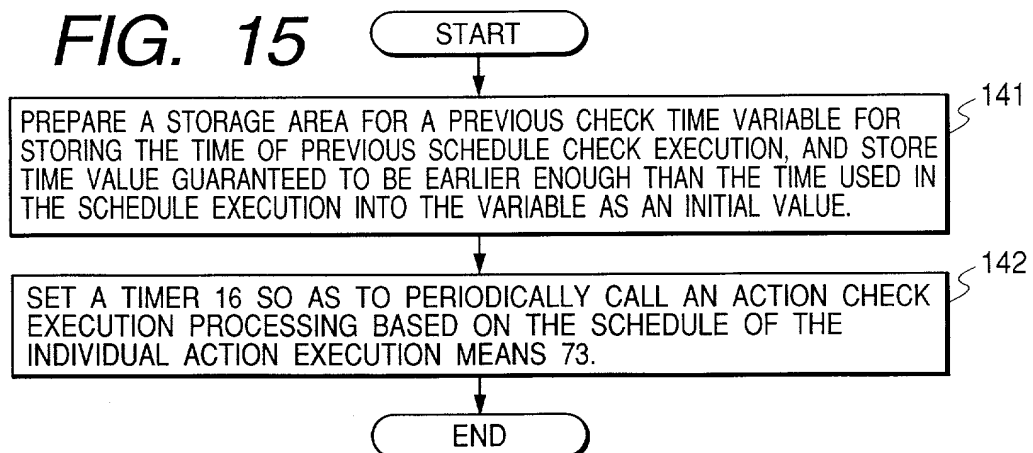 FIG. 15
START
141
PREPARE A STORAGE AREA FOR A PREVIOUS CHECK TIME VARIABLE FOR
STORING THE TIME OF PREVIOUS SCHEDULE CHECK EXECUTION, AND STORE
TIME VALUE GUARANTEED TO BE EARLIER ENOUGH THAN THE TIME USED IN
THE SCHEDULE EXECUTION INTO THE VARIABLE AS AN INITIAL VALUE.
142
SET A TIMER 16 SO AS TO PERIODICALLY CALL AN ACTION CHECK
EXECUTION PROCESSING BASED ON THE SCHEDULE OF THE
INDIVIDUAL ACTION EXECUTION MEANS 73.
END